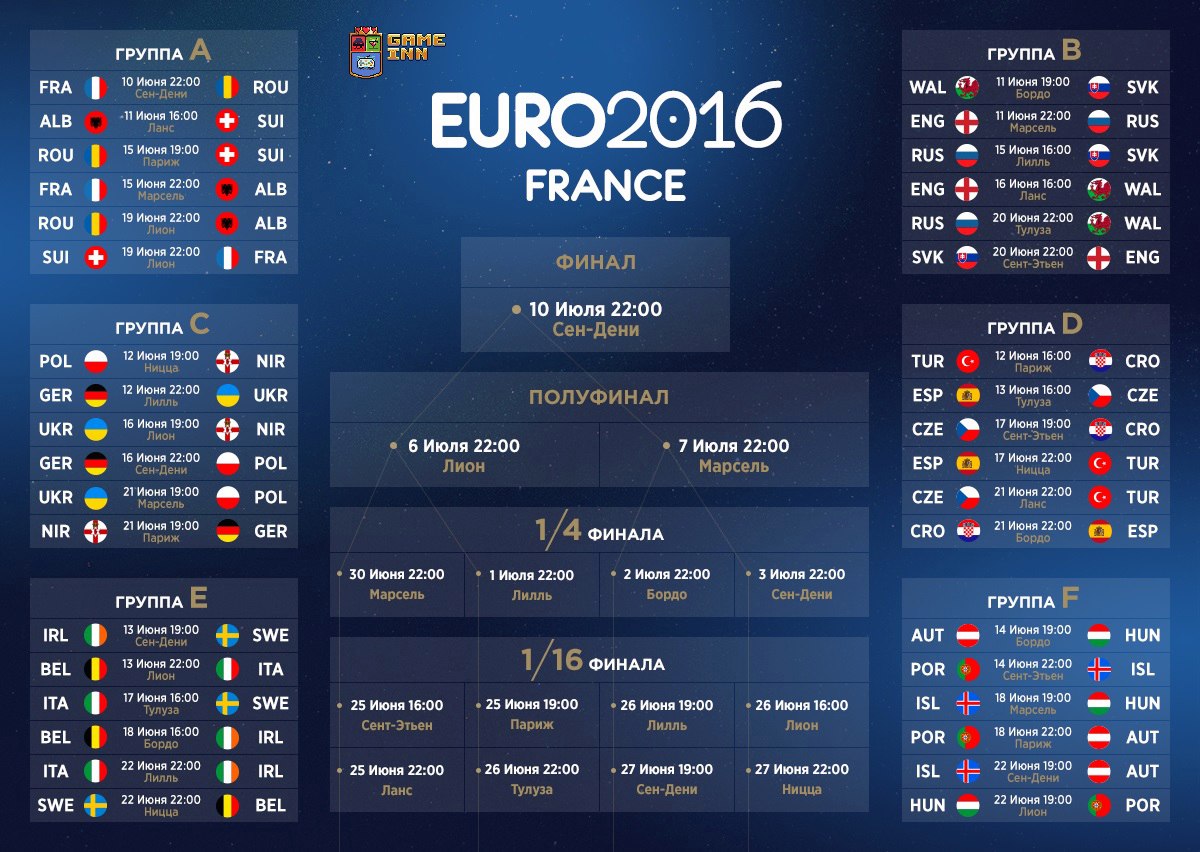 GAME
INN
EURO2016
FRANCE
ГРУППА A
FRA 10 Июня 22:00 ROU
Сен-Дени
ALB 11 Июня 16:00 SUI
Ланс
ROU 15 Июня 19:00 SUI
Париж
FRA 15 Июня 22:00 ALB
Марсель
ROU 19 Июня 22:00 ALB
Лион
SUI 19 Июня 22:00 FRA
Лион
ГРУППА B
WAL 11 Июня 19:00 SVK
Бордо
ENG 11 Июня 22:00 RUS
Марсель
RUS 15 Июня 16:00 SVK
Лилль
ENG 16 Июня 16:00 WAL
Ланс
RUS 20 Июня 22:00 WAL
Тулуза
SVK 20 Июня 22:00 ENG
Сент-Этьен
ГРУППА C
POL 12 Июня 19:00 NIR
Ницца
GER 12 Июня 22:00 UKR
Лилль
UKR 16 Июня 19:00 NIR
Лион
GER 16 Июня 22:00 POL
Сен-Дени
UKR 21 Июня 19:00 POL
Марсель
NIR 21 Июня 19:00 GER
Париж
ГРУППА D
TUR 12 Июня 16:00 CRO
Париж
ESP 13 Июня 16:00 CZE
Тулуза
CZE 17 Июня 19:00 CRO
Сент-Этьен
ESP 17 Июня 22:00 TUR
Ницца
CZE 21 Июня 22:00 TUR
Ланс
CRO 21 Июня 22:00 ESP
Бордо
ГРУППА E
IRL 13 Июня 19:00 SWE
Сен-Дени
BEL 13 Июня 22:00 ITA
Лион
ITA 17 Июня 16:00 SWE
Тулуза
BEL 18 Июня 16:00 IRL
Бордо
ITA 22 Июня 22:00 IRL
Лилль
SWE 22 Июня 22:00 BEL
Ницца
ГРУППА F
AUT 14 Июня 19:00 HUN
Бордо
POR 14 Июня 22:00 ISL
Сент-Этьен
ISL 18 Июня 19:00 HUN
Марсель
POR 18 Июня 22:00 AUT
Париж
ISL 22 Июня 19:00 AUT
Сен-Дени
HUN 22 Июня 19:00 POR
Лион
ФИНАЛ
10 Июля 22:00
Сен-Дени
ПОЛУФИНАЛ
6 Июля 22:00 7 Июля 22:00
Лион Марсель
1/4 ФИНАЛА
30 Июня 22:00 1 Июля 22:00 2 Июля 22:00 3 Июля 22:00
Марсель Лилль Бордо Сен-Дени
1/16 ФИНАЛА
25 Июня 16:00 25 Июня 19:00 26 Июня 19:00 26 Июня 16:00
Сент-Этьен Париж Лилль Лион
25 Июня 22:00 26 Июня 22:00 27 Июня 19:00 27 Июня 22:00
Ланс Тулуза Сен-Дени Ницца